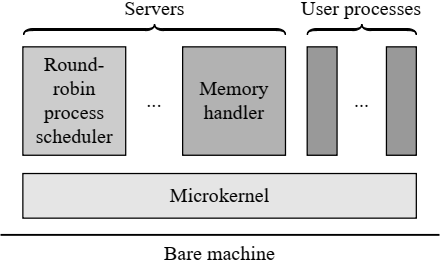 Servers
User processes
Round-
robin
process
scheduler
...
Memory
handler
...
Microkernel
Bare machine